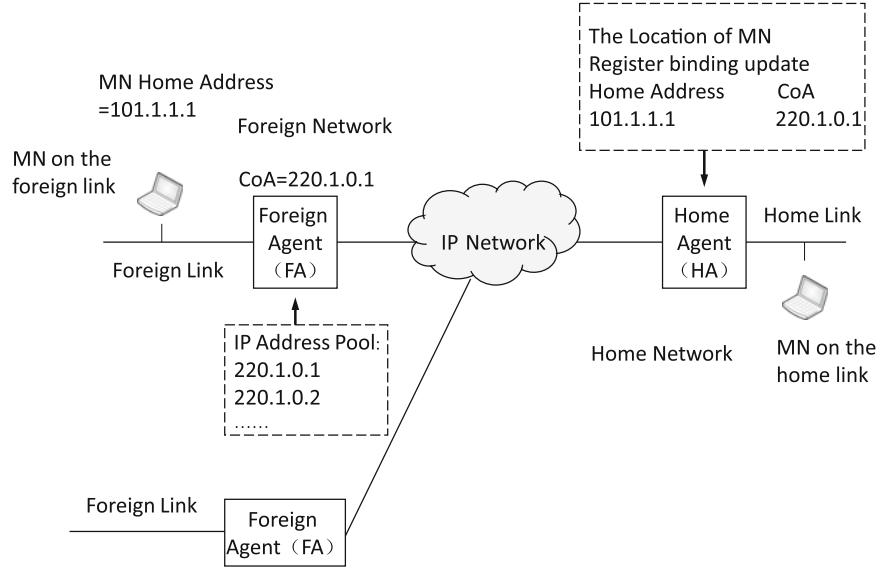 The Location of MN
Register binding update
Home Address CoA
101.1.1.1 220.1.0.1
MN Home Address
=101.1.1.1
Foreign Network
MN on the
foreign link
CoA=220.1.0.1
Foreign
Agent
（FA）
IP Network
Home
Agent
（HA）
Home Link
Foreign Link
IP Address Pool:
220.1.0.1
220.1.0.2
......
Home Network
MN on the
home link
Foreign Link
Foreign
Agent（FA）